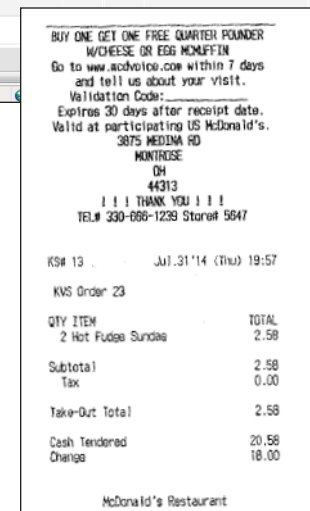 BUY ONE GET ONE FREE QUARTER POUNDER
W/CHEESE OR EGG MCMUFFIN
Go to www.mcdvoice.com within 7 days
and tell us about your visit.
Validation Code:
Expires 30 days after receipt date.
Valid at participating US McDonald's.
3875 MEDINA RD
MONTROSE
OH
44313
! ! ! THANK YOU ! ! !
TEL# 330-666-1239 Store# 5647
KS# 13 Jul.31'14 (Thu) 19:57
KVS Order 23
QTY ITEM TOTAL
2 Hot Fudge Sundae 2.58
Subtotal 2.58
Tax 0.00
Take-Out Total 2.58
Cash Tendered 20.58
Change 18.00
McDonald's Restaurant